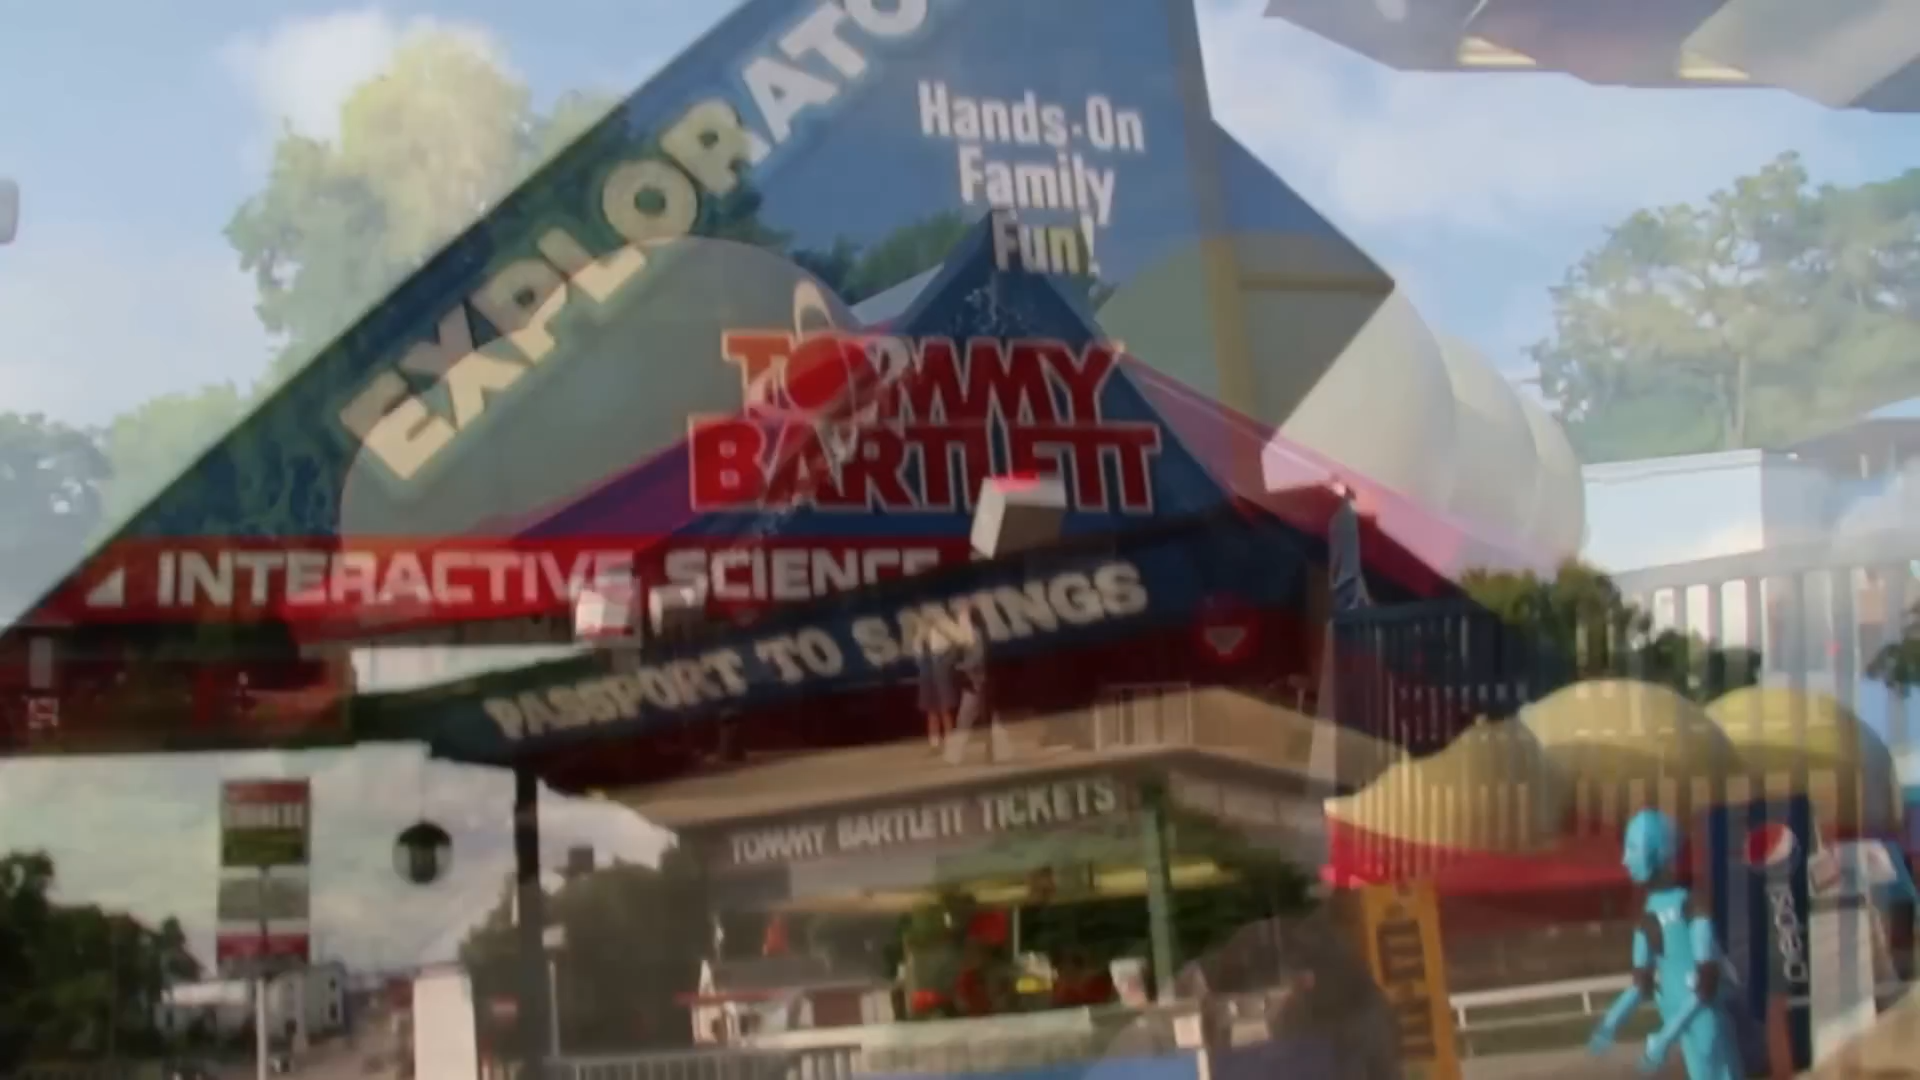 EXPLORATO
Hands-On
Family
Fun!
TOMMY
BARTLETT
INTERACTIVE SCIENCE
PASSPORT TO SAVINGS
TOMMY BARTLETT TICKETS
pepsi